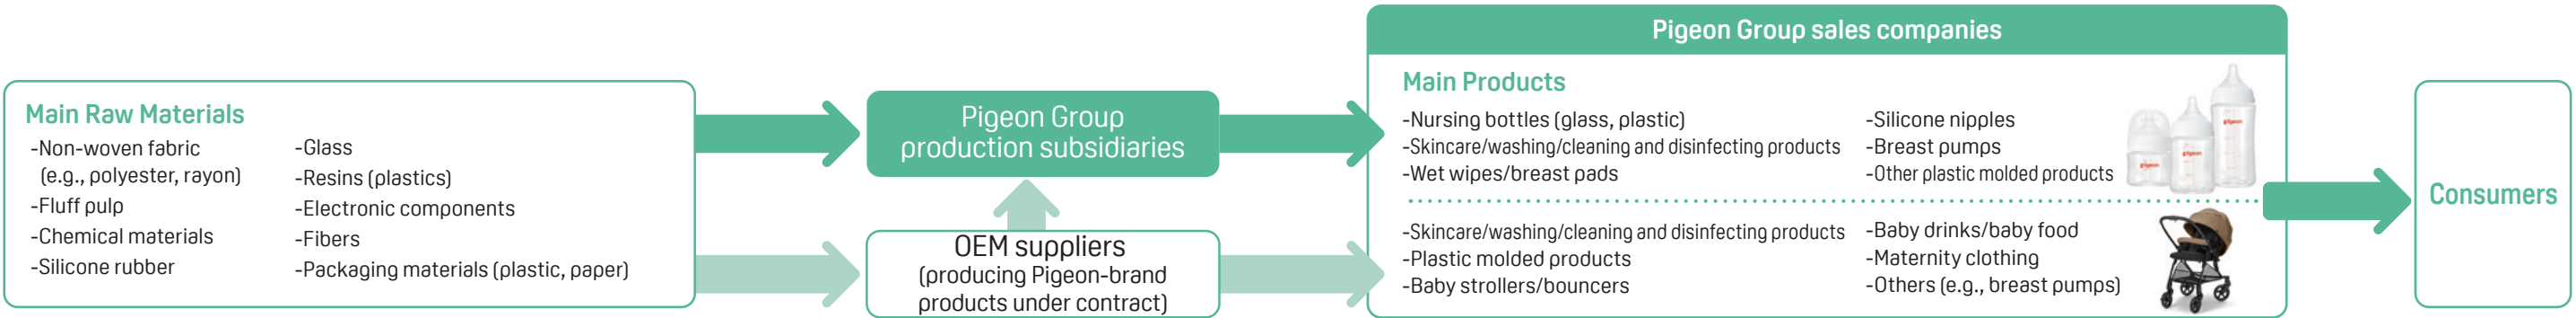 Main Raw Materials
-Non-woven fabric
(e.g., polyester, rayon)
-Fluff pulp
-Chemical materials
-Silicone rubber
-Glass
-Resins (plastics)
-Electronic components
-Fibers
-Packaging materials (plastic, paper)
Pigeon Group
production subsidiaries
OEM suppliers
(producing Pigeon-brand
products under contract)
Pigeon Group sales companies
Main Products
-Nursing bottles (glass, plastic)
-Skincare/washing/cleaning and disinfecting products
-Wet wipes/breast pads
-Silicone nipples
-Breast pumps
-Other plastic molded products
pigeon
pigeon
pigeon
-Skincare/washing/cleaning and disinfecting products
-Plastic molded products
-Baby strollers/bouncers
-Baby drinks/baby food
-Maternity clothing
-Others (e.g., breast pumps)
Consumers